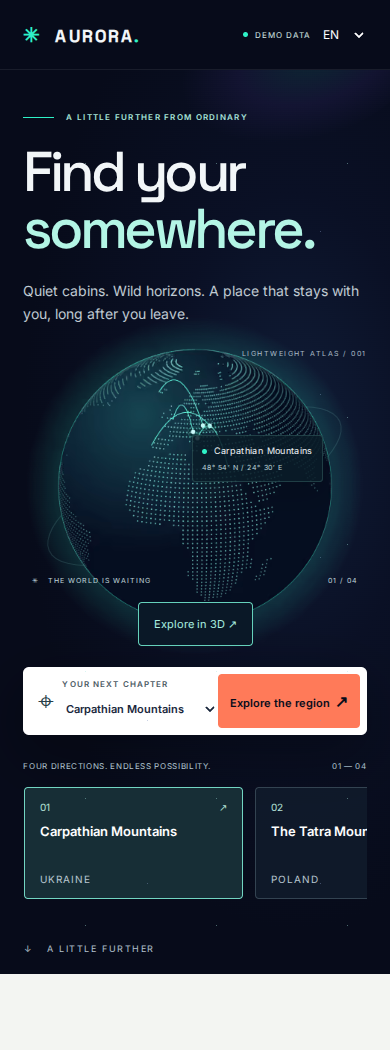 AURORA.
DEMO DATA
EN
A LITTLE FURTHER FROM ORDINARY
Find your
somewhere.
Quiet cabins. Wild horizons. A place that stays with
you, long after you leave.
LIGHTWEIGHT ATLAS / 001
Carpathian Mountains
48° 54' N / 24° 30' E
THE WORLD IS WAITING
01 / 04
Explore in 3D ↗
YOUR NEXT CHAPTER
Carpathian Mountains
Explore the region ↗
FOUR DIRECTIONS. ENDLESS POSSIBILITY.
01 — 04
01 ↗
Carpathian Mountains
UKRAINE
02
The Tatra Moun
POLAND
↓ A LITTLE FURTHER